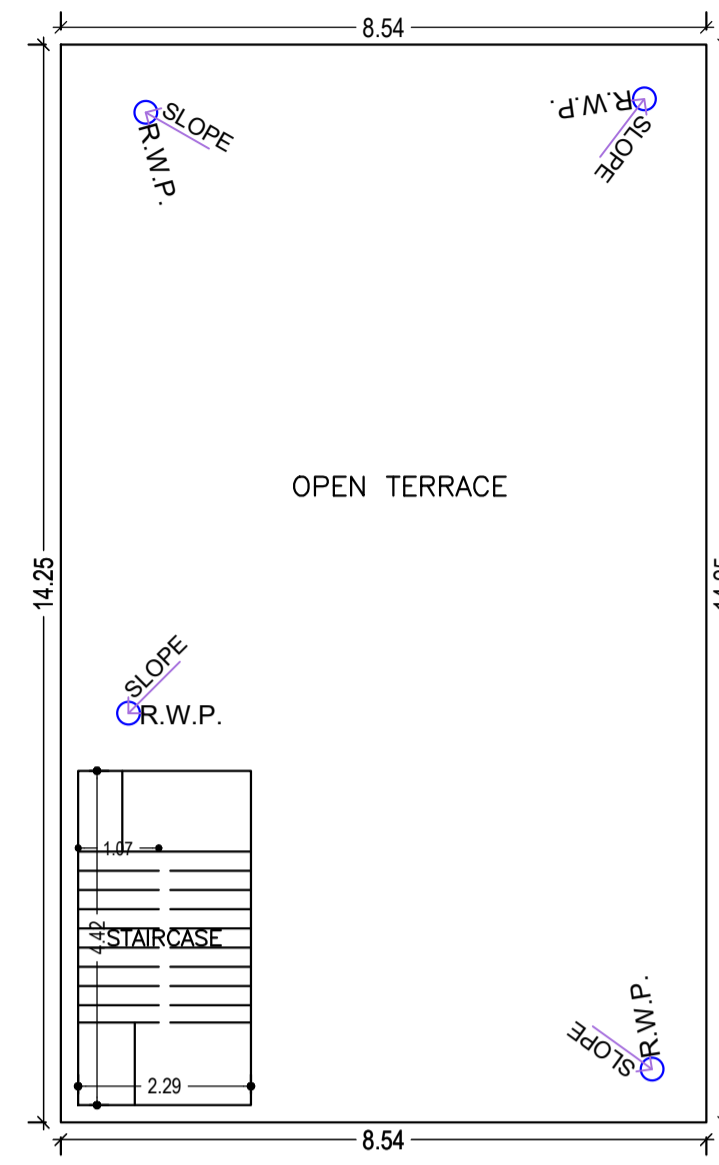 8.54
SLOPE
R.W.P.
R.W.P.
SLOPE
OPEN TERRACE
14.25
SLOPE
R.W.P.
1.07
4.42
STAIRCASE
R.W.P.
SLOPE
2.29
8.54